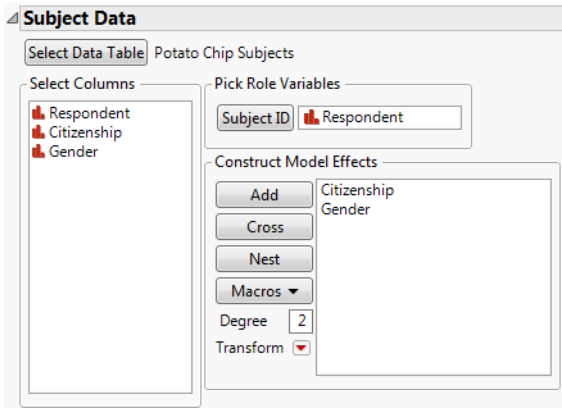 Subject Data
Select Data Table Potato Chip Subjects
Select Columns
Respondent
Citizenship
Gender
Pick Role Variables
Subject ID Respondent
Construct Model Effects
Add
Cross
Nest
Macros
Degree 2
Transform
Citizenship
Gender